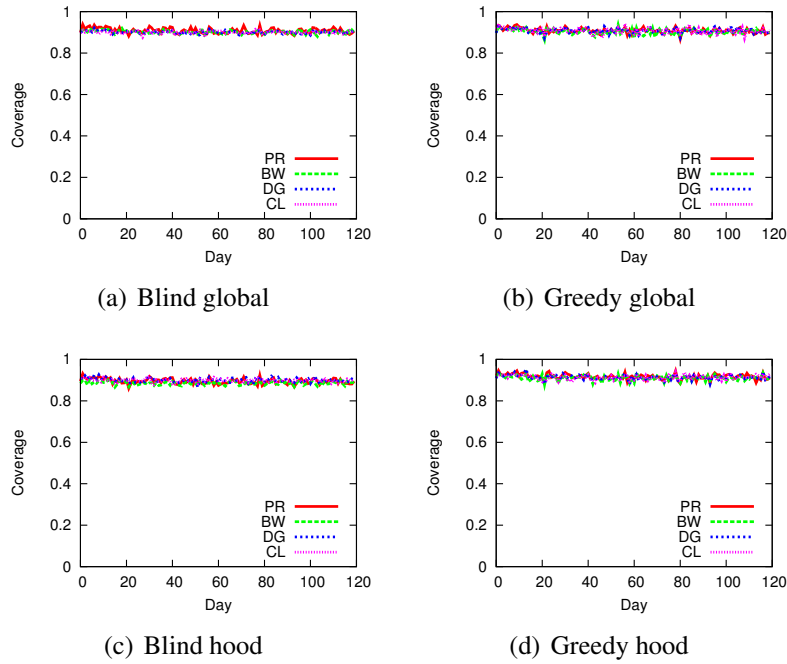 1
0.8
0.6
0.4
0.2
0
Coverage
PR
BW
DG
CL
0 20 40 60 80 100 120
Day
(a) Blind global
1
0.8
0.6
0.4
0.2
0
Coverage
PR
BW
DG
CL
0 20 40 60 80 100 120
Day
(b) Greedy global
1
0.8
0.6
0.4
0.2
0
Coverage
PR
BW
DG
CL
0 20 40 60 80 100 120
Day
(c) Blind hood
1
0.8
0.6
0.4
0.2
0
Coverage
PR
BW
DG
CL
0 20 40 60 80 100 120
Day
(d) Greedy hood